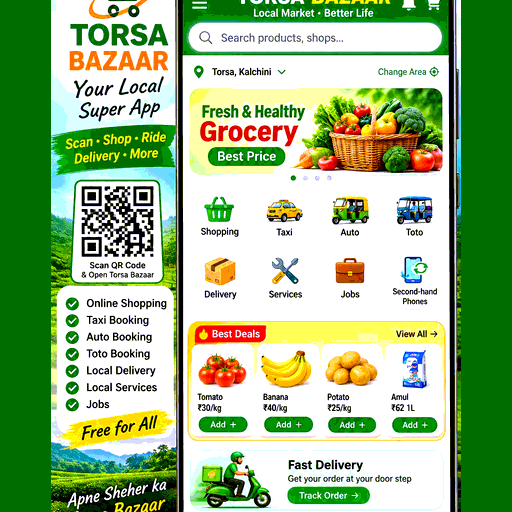 TORSA
BAZAAR
Your Local
Super App
Scan • Shop • Ride
Delivery • More
Scan QR Code
& Open Torsa Bazaar
Online Shopping
Taxi Booking
Auto Booking
Toto Booking
Local Delivery
Local Services
Jobs
Free for All
Apne Sheher ka
Bazaar
TORSA BAZAAR
Local Market • Better Life
Search products, shops...
Torsa, Kalchini
Change Area
Fresh & Healthy
Grocery
Best Price
Shopping
Taxi
Auto
Toto
Delivery
Services
Jobs
Second-hand
Phones
Best Deals
View All →
Tomato
₹30/kg
Add +
Banana
₹40/kg
Add +
Potato
₹25/kg
Add +
Amul
₹62 1L
Add +
Fast Delivery
Get your order at your door step
Track Order →